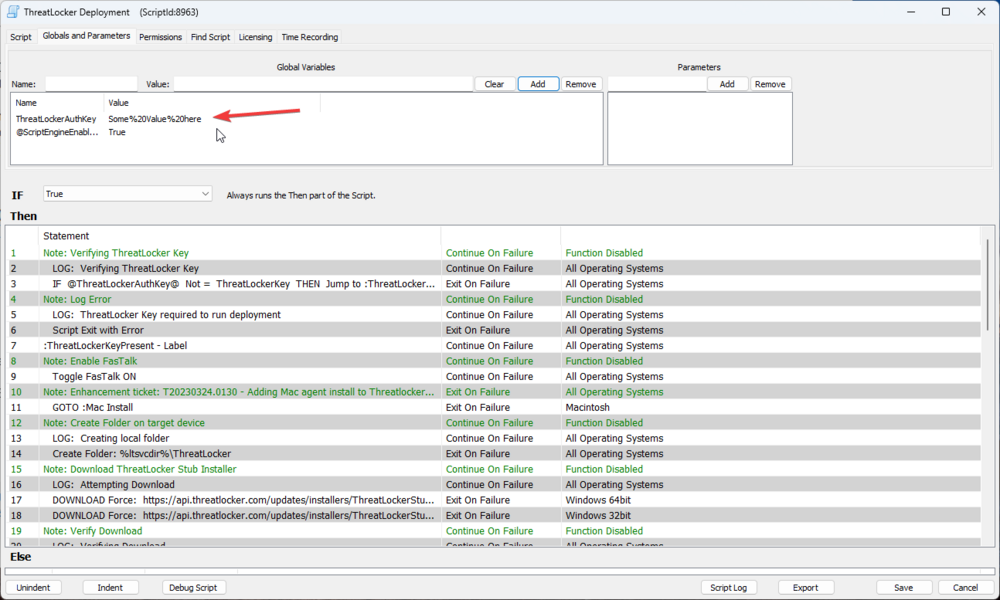 ThreatLocker Deployment (ScriptId:8963)
Script Globals and Parameters Permissions Find Script Licensing Time Recording
Global Variables Parameters
Name: Value: Clear Add Remove Add Remove
Name Value
ThreatLockerAuthKey Some%20Value%20here
@ScriptEngineEnabl... True
IF True Always runs the Then part of the Script.
Then
Statement
1 Note: Verifying ThreatLocker Key Continue On Failure Function Disabled
2 LOG: Verifying ThreatLocker Key Continue On Failure All Operating Systems
3 IF @ThreatLockerAuthKey@ Not = ThreatLockerKey THEN Jump to :ThreatLocker... Exit On Failure All Operating Systems
4 Note: Log Error Continue On Failure Function Disabled
5 LOG: ThreatLocker Key required to run deployment Continue On Failure All Operating Systems
6 Script Exit with Error Exit On Failure All Operating Systems
7 :ThreatLockerKeyPresent - Label Continue On Failure All Operating Systems
8 Note: Enable FasTalk Continue On Failure Function Disabled
9 Toggle FasTalk ON Continue On Failure All Operating Systems
10 Note: Enhancement ticket: T20230324.0130 - Adding Mac agent install to Threatlocker... Exit On Failure All Operating Systems
11 GOTO :Mac Install Exit On Failure Macintosh
12 Note: Create Folder on target device Continue On Failure Function Disabled
13 LOG: Creating local folder Continue On Failure All Operating Systems
14 Create Folder: %ltsvcdir%\ThreatLocker Exit On Failure All Operating Systems
15 Note: Download ThreatLocker Stub Installer Continue On Failure Function Disabled
16 LOG: Attempting Download Continue On Failure All Operating Systems
17 DOWNLOAD Force: https://api.threatlocker.com/updates/installers/ThreatLockerStu... Exit On Failure Windows 64bit
18 DOWNLOAD Force: https://api.threatlocker.com/updates/installers/ThreatLockerStu... Exit On Failure Windows 32bit
19 Note: Verify Download Continue On Failure Function Disabled
20 LOG: Verifying Download Continue On Failure All Operating Systems
Else
Unindent Indent Debug Script Script Log Export Save Cancel